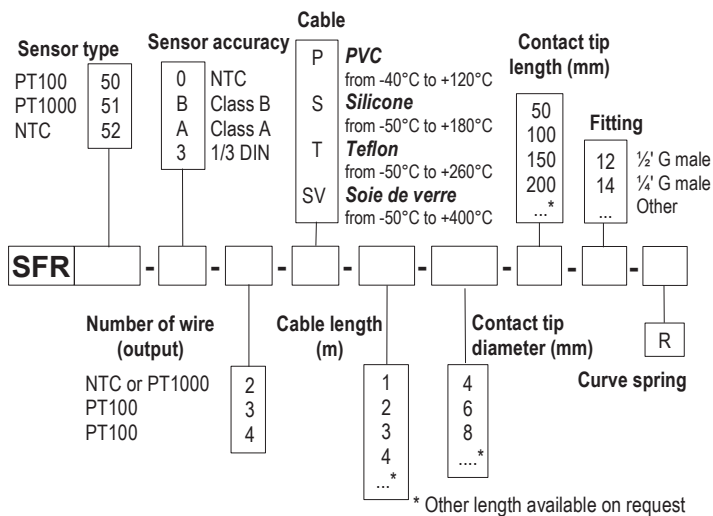 Cable
Sensor type
PT100 50
PT1000 51
NTC 52
Sensor accuracy
0 NTC
B Class B
A Class A
3 1/3 DIN
P PVC
from -40°C to +120°C
S Silicone
from -50°C to +180°C
T Teflon
from -50°C to +260°C
SV Soie de verre
from -50°C to +400°C
Contact tip
length (mm)
50
100
150
200
...*
Fitting
12 ½' G male
14 ¼' G male
... Other
SFR - - - - - - - -
Number of wire
(output)
NTC or PT1000 2
PT100 3
PT100 4
Cable length
(m)
1
2
3
4
...*
Contact tip
diameter (mm)
4
6
8
....*
R
Curve spring
* Other length available on request